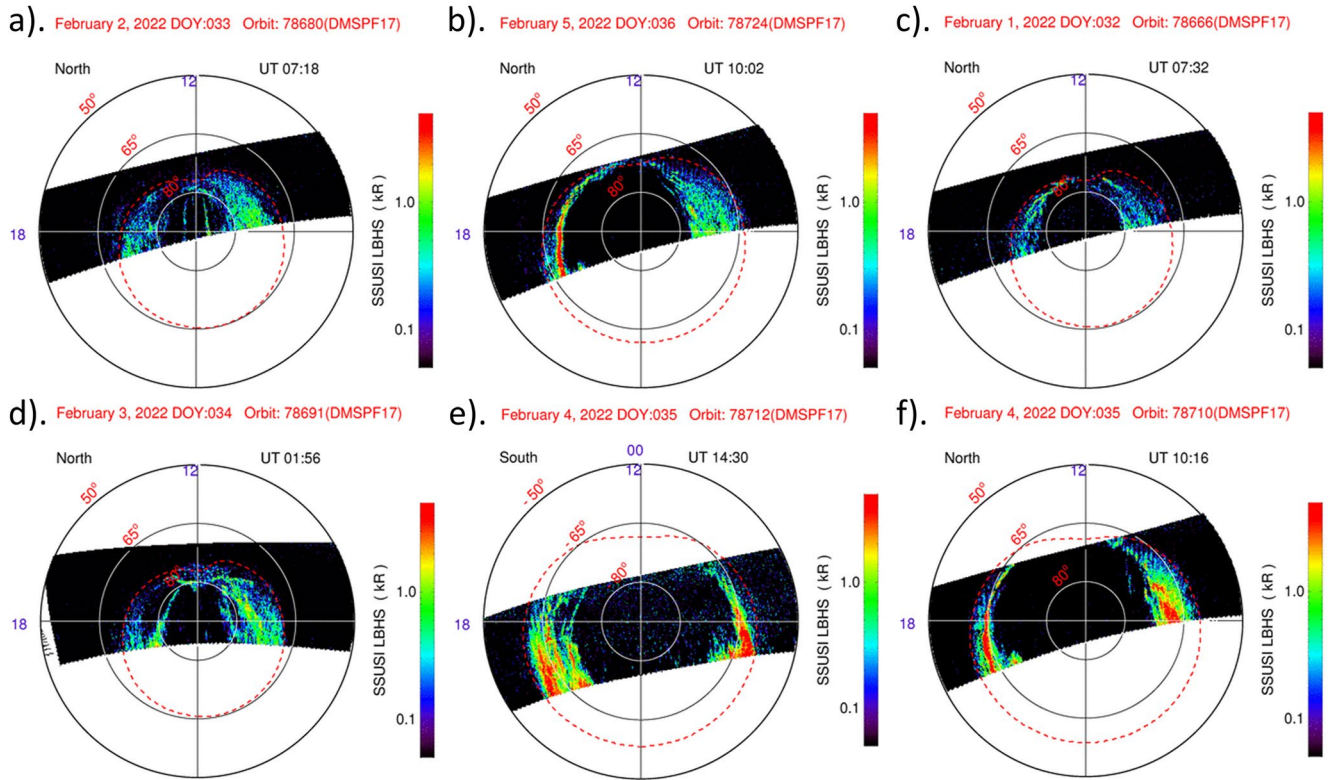 a). February 2, 2022 DOY:033 Orbit: 78680(DMSPF17)
North UT 07:18
12
50°
65°
80°
18
1.0
0.1
SSUSI LBHS ( kR )
b). February 5, 2022 DOY:036 Orbit: 78724(DMSPF17)
North UT 10:02
12
50°
65°
80°
18
1.0
0.1
SSUSI LBHS ( kR )
c). February 1, 2022 DOY:032 Orbit: 78666(DMSPF17)
North UT 07:32
12
50°
65°
80°
18
1.0
0.1
SSUSI LBHS ( kR )
d). February 3, 2022 DOY:034 Orbit: 78691(DMSPF17)
North UT 01:56
12
50°
65°
18
1.0
0.1
SSUSI LBHS ( kR )
e). February 4, 2022 DOY:035 Orbit: 78712(DMSPF17)
South 00 UT 14:30
12
- 50°
- 65°
- 80°
18
1.0
0.1
SSUSI LBHS ( kR )
f). February 4, 2022 DOY:035 Orbit: 78710(DMSPF17)
North UT 10:16
12
50°
65°
80°
18
1.0
0.1
SSUSI LBHS ( kR )